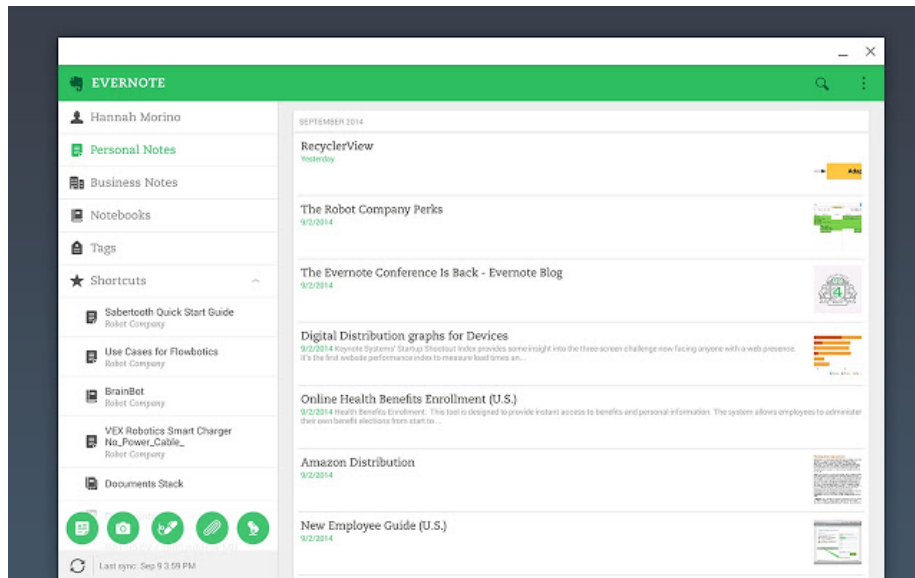 EVERNOTE
Hannah Morino
Personal Notes
Business Notes
Notebooks
Tags
Shortcuts
Sabertooth Quick Start Guide
Robot Company
Use Cases for Flowbotics
Robot Company
BrainBot
Robot Company
VEX Robotics Smart Charger
No_Power_Cable_
Robot Company
Documents Stack
Last sync: Sep 9 3:59 PM
SEPTEMBER 2014
RecyclerView
Yesterday
Adap
The Robot Company Perks
9/2/2014
The Evernote Conference Is Back - Evernote Blog
9/2/2014
4
Digital Distribution graphs for Devices
9/2/2014 Keynote Systems' Startup Shootout Index provides some insight into the three-screen challenge now facing anyone with a web presence.
It's the first website performance index to measure load times an...
Online Health Benefits Enrollment (U.S.)
9/2/2014 Health Benefits Enrollment: This tool is designed to provide instant access to benefits and personal information. The system allows employees to administer
their own benefit elections from start to ...
Amazon Distribution
9/2/2014
New Employee Guide (U.S.)
9/2/2014